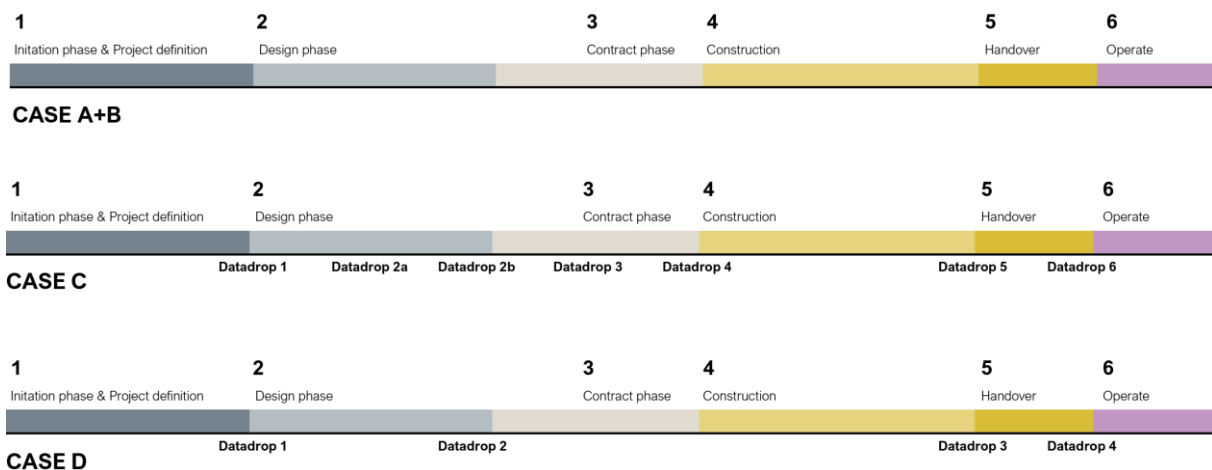 1 2 3 4 5 6
Initation phase & Project definition Design phase Contract phase Construction Handover Operate
CASE A+B
1 2 3 4 5 6
Initation phase & Project definition Design phase Contract phase Construction Handover Operate
Datadrop 1 Datadrop 2a Datadrop 2b Datadrop 3 Datadrop 4 Datadrop 5 Datadrop 6
CASE C
1 2 3 4 5 6
Initation phase & Project definition Design phase Contract phase Construction Handover Operate
Datadrop 1 Datadrop 2 Datadrop 3 Datadrop 4
CASE D